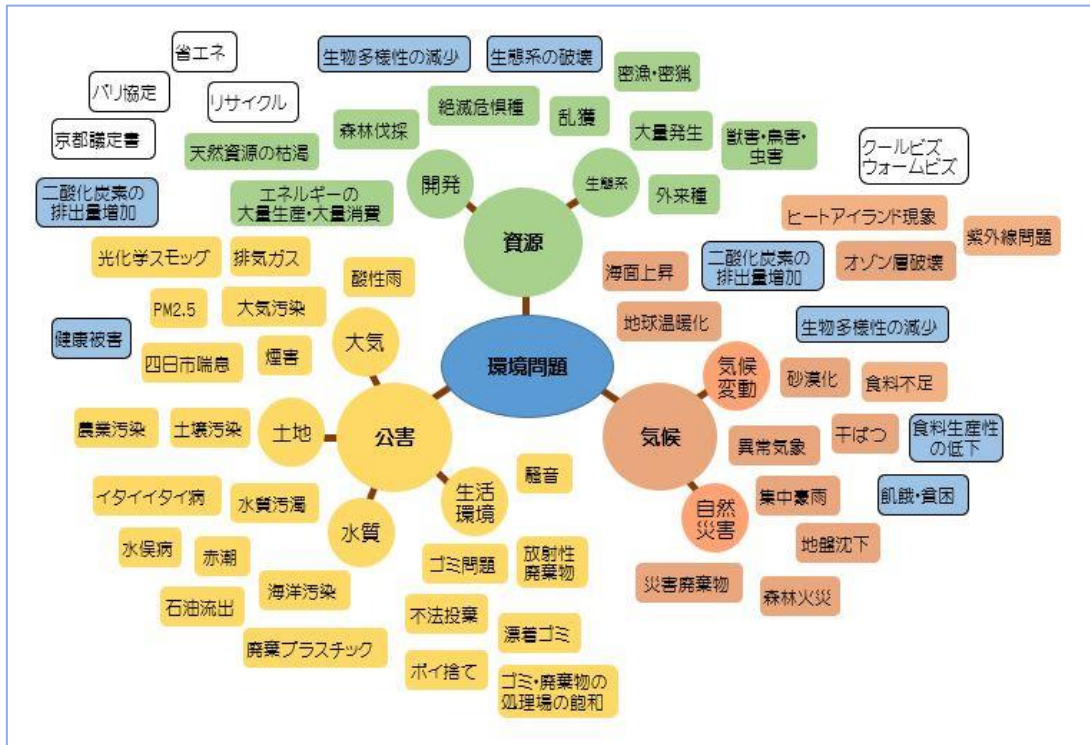 省エネ
生物多様性の減少
生態系の破壊
密漁・密猟
パリ協定
リサイクル
絶滅危惧種
乱獲
京都議定書
森林伐採
大量発生
獣害・鳥害・
虫害
天然資源の枯渇
開発
生態系
外来種
クールビズ
ウォームビズ
二酸化炭素の
排出量増加
エネルギーの
大量生産・大量消費
資源
ヒートアイランド現象
紫外線問題
光化学スモッグ
排気ガス
酸性雨
海面上昇
二酸化炭素の
排出量増加
オゾン層破壊
PM2.5
大気汚染
大気
地球温暖化
生物多様性の減少
健康被害
四日市喘息
煙害
環境問題
気候
変動
砂漠化
食料不足
農業汚染
土壌汚染
土地
公害
気候
異常気象
干ばつ
食料生産性
の低下
イタイイタイ病
水質汚濁
水質
生活
環境
騒音
自然
災害
集中豪雨
飢餓・貧困
水俣病
赤潮
ゴミ問題
放射性
廃棄物
地盤沈下
石油流出
海洋汚染
不法投棄
漂着ゴミ
災害廃棄物
森林火災
廃棄プラスチック
ポイ捨て
ゴミ・廃棄物の
処理場の飽和